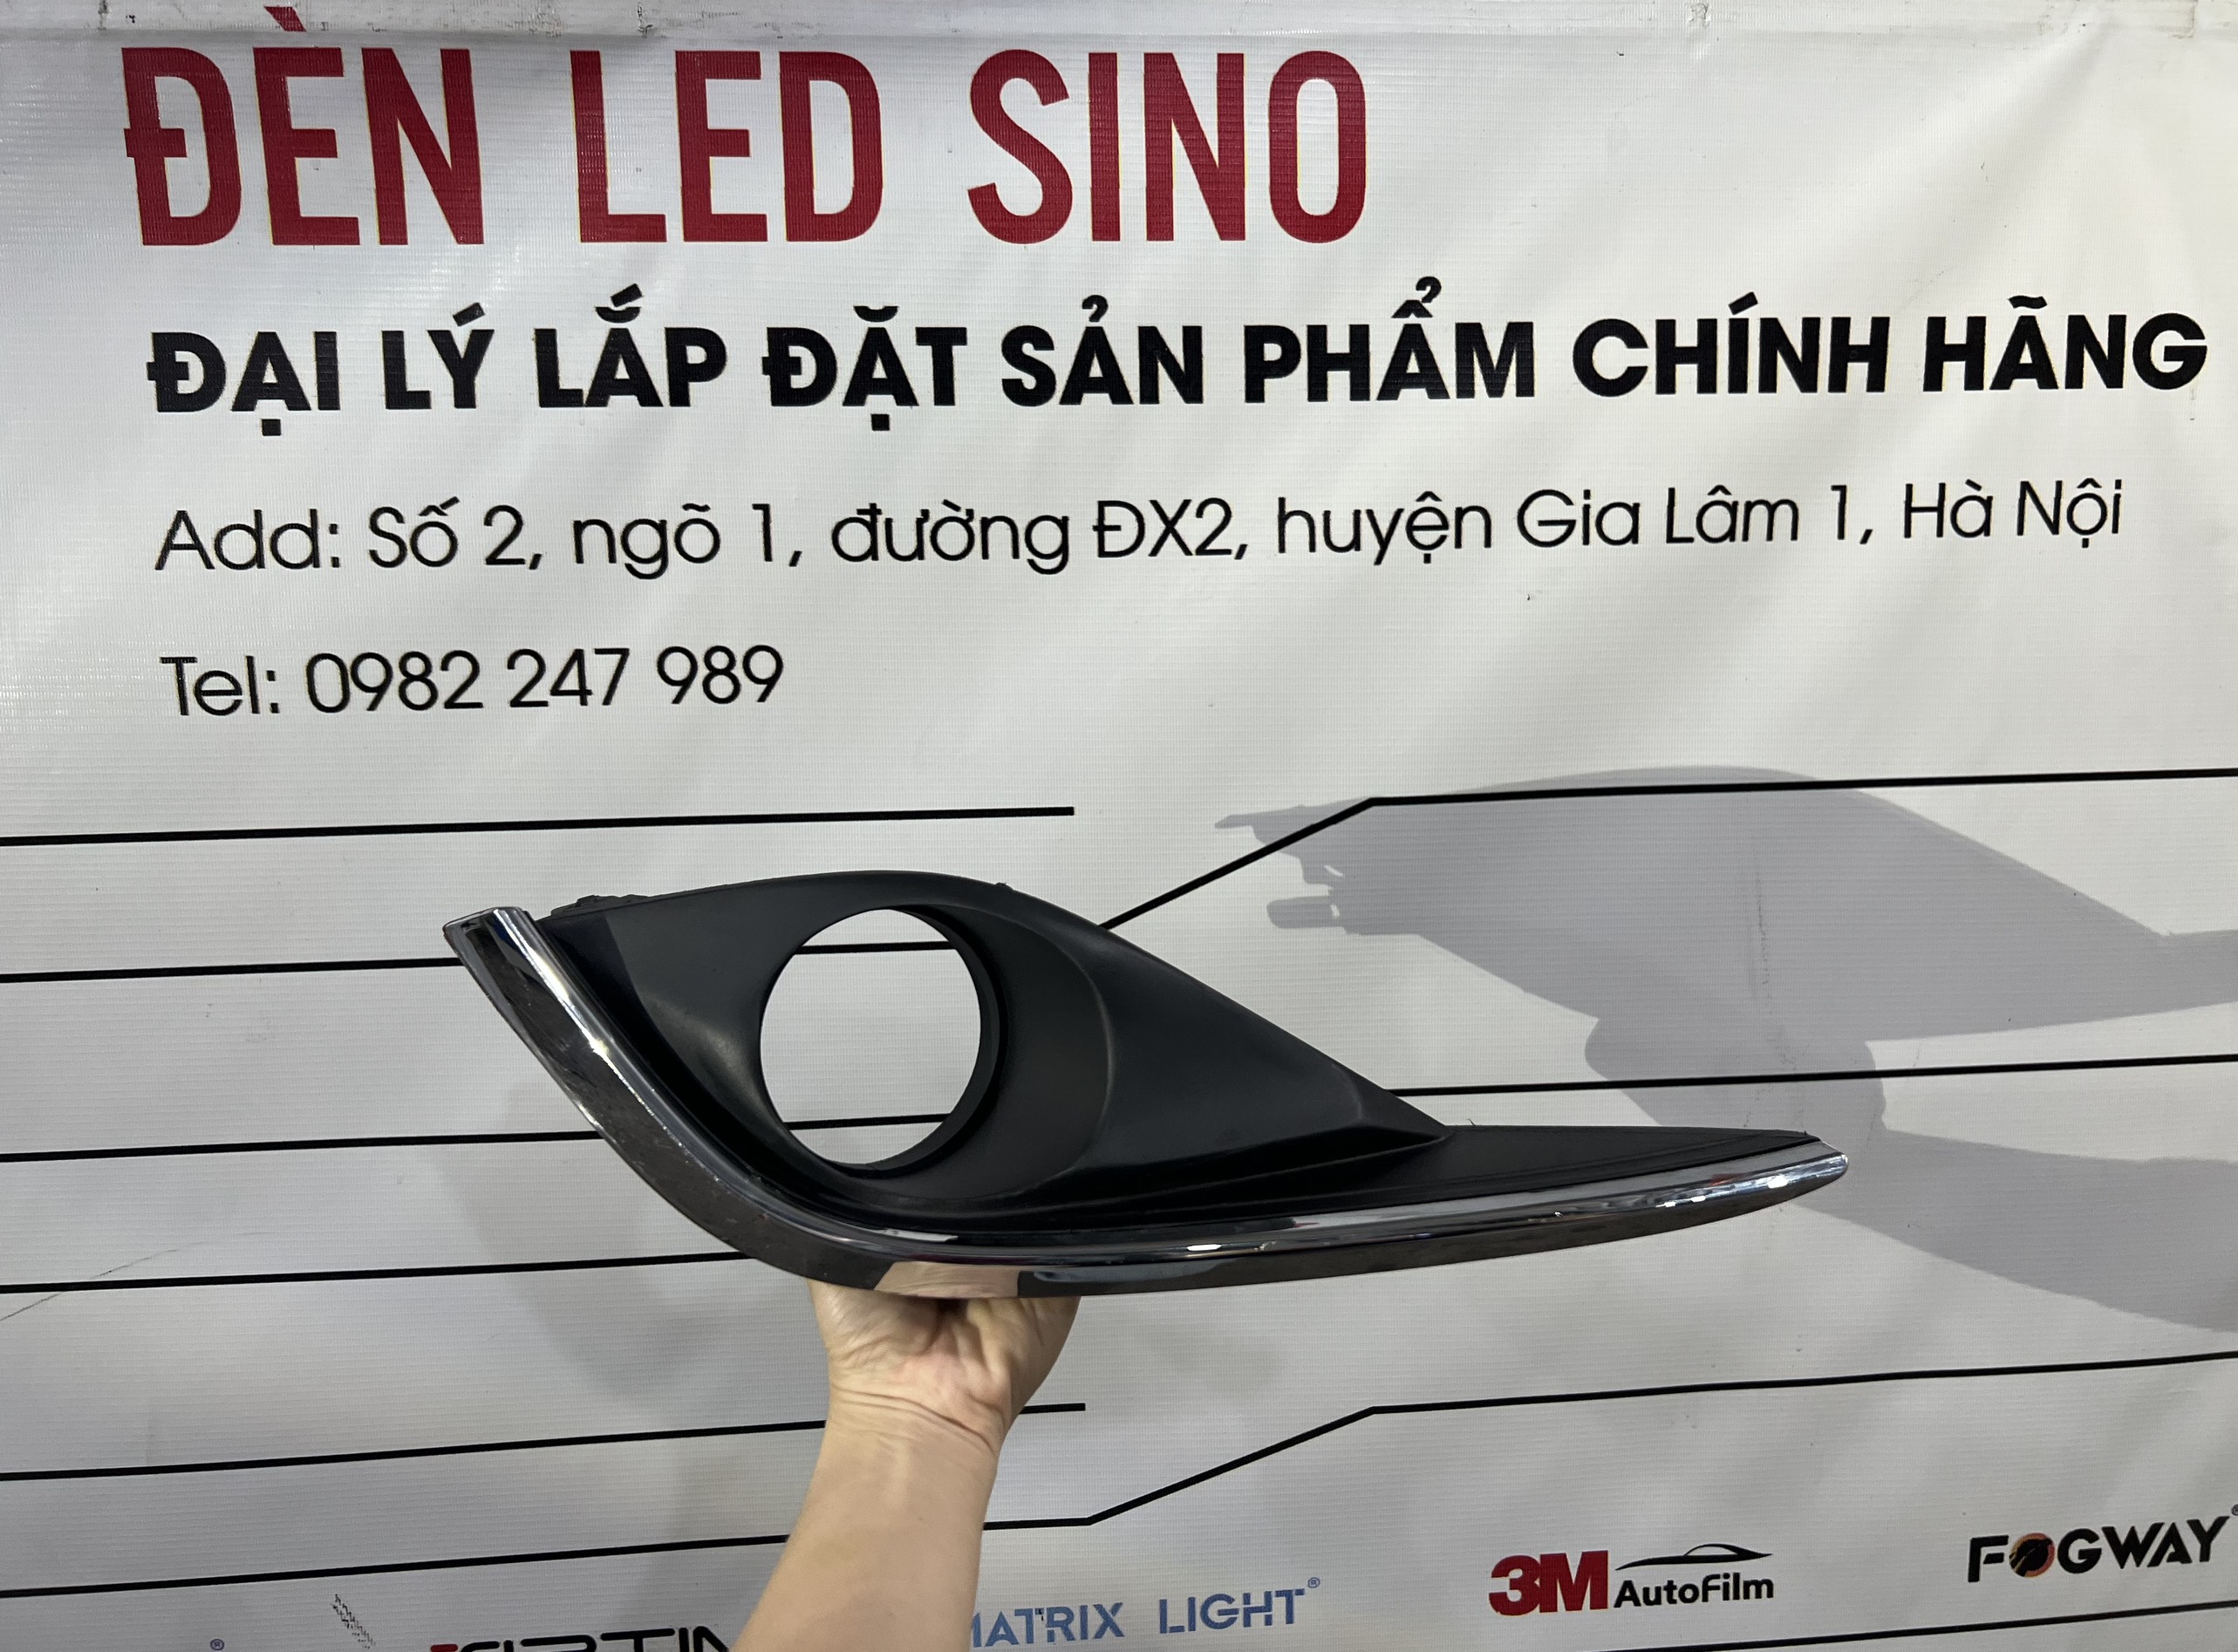 ĐÈN LED SINO
ĐẠI LÝ LẮP ĐẶT SẢN PHẨM CHÍNH HÃNG
Add: Số 2, ngõ 1, đường ĐX2, huyện Gia Lâm 1, Hà Nội
Tel: 0982 247 989
FOGWAY®
3M AutoFilm
MATRIX LIGHT®
®